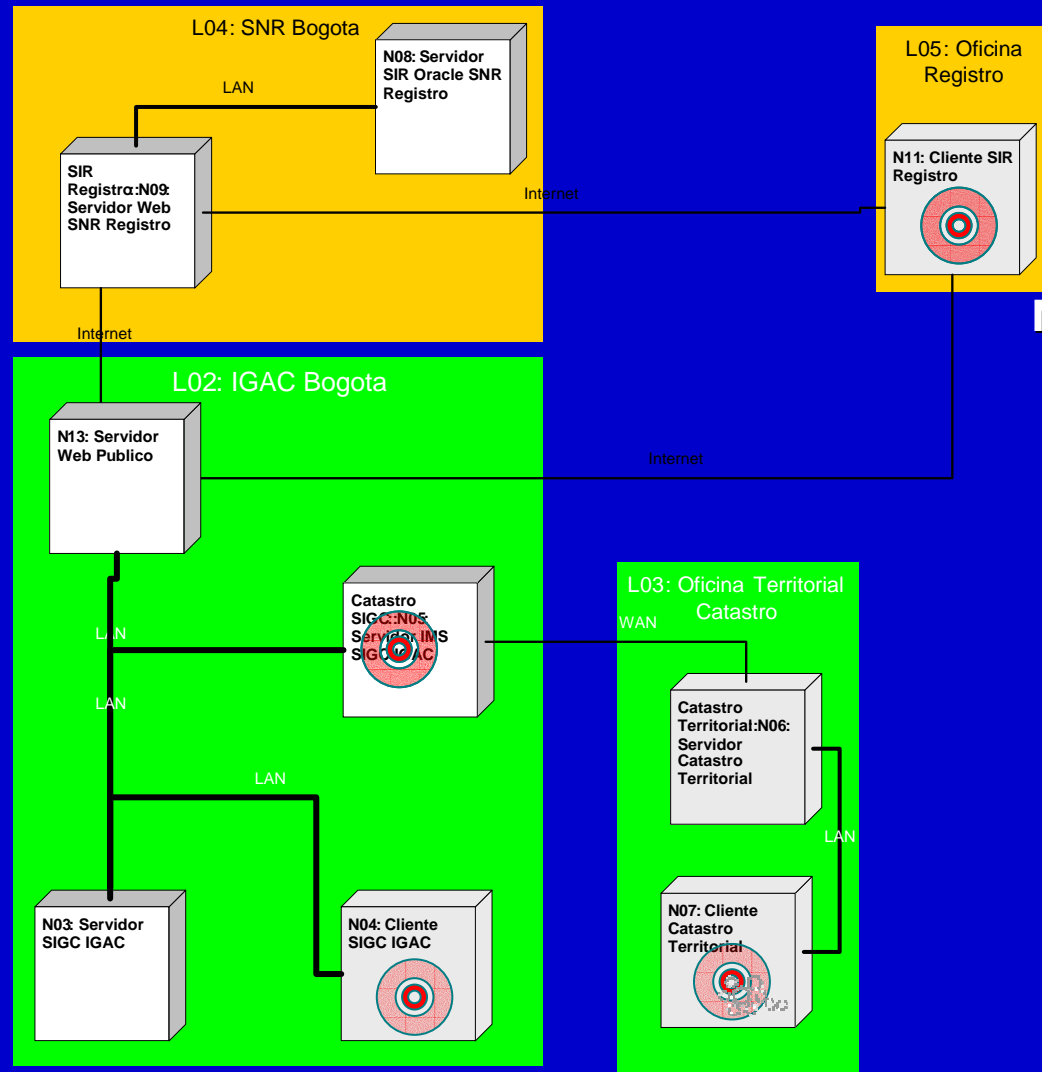 L04: SNR Bogota
N08: Servidor
SIR Oracle SNR
Registro
LAN
SIR
Registro::N09:
Servidor Web
SNR Registro
Internet
L05: Oficina
Registro
N11: Cliente SIR
Registro
Internet
L02: IGAC Bogota
N13: Servidor
Web Publico
Internet
Catastro
SIGC::N05:
Servidor IMS
SIGC IGAC
LAN
LAN
LAN
N03: Servidor
SIGC IGAC
N04: Cliente
SIGC IGAC
L03: Oficina Territorial
Catastro
WAN
Catastro
Territorial::N06:
Servidor
Catastro
Territorial
LAN
N07: Cliente
Catastro
Territorial